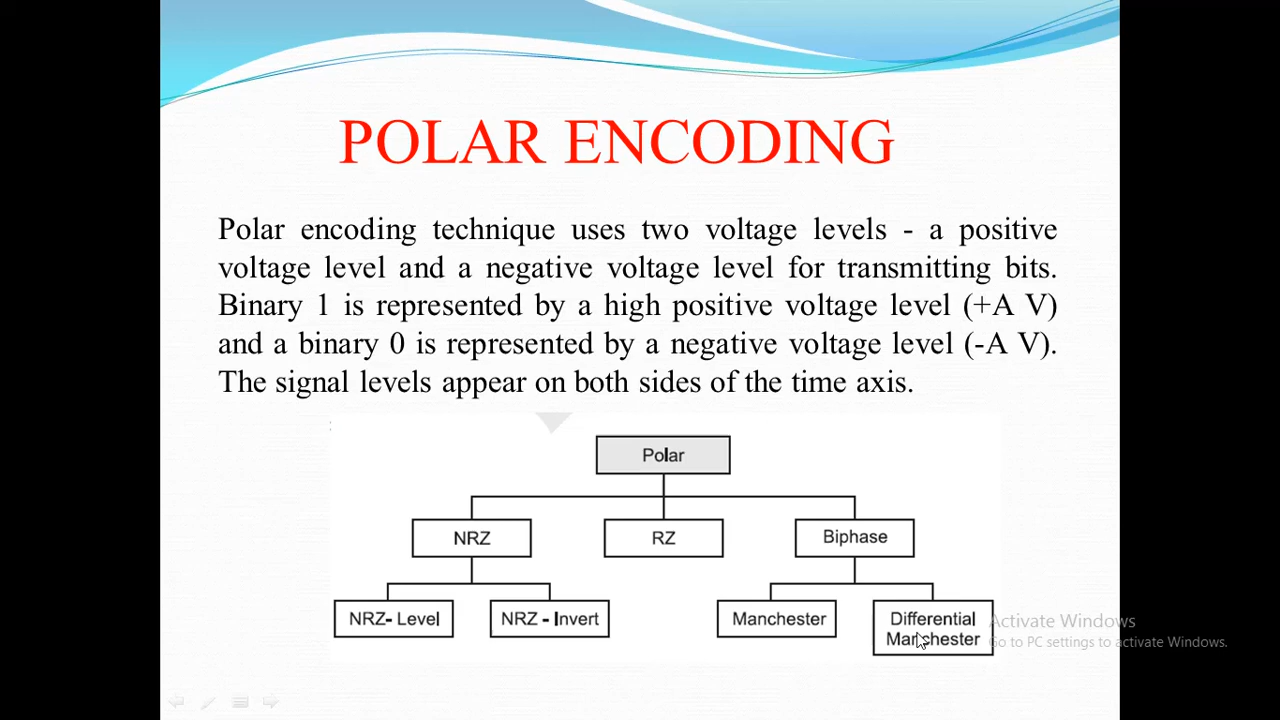 POLAR ENCODING
Polar encoding technique uses two voltage levels - a positive
voltage level and a negative voltage level for transmitting bits.
Binary 1 is represented by a high positive voltage level (+A V)
and a binary 0 is represented by a negative voltage level (-A V).
The signal levels appear on both sides of the time axis.
Polar
NRZ
RZ
Biphase
NRZ- Level
NRZ - Invert
Manchester
Differential
Manchester
Activate Windows
Go to PC settings to activate Windows.